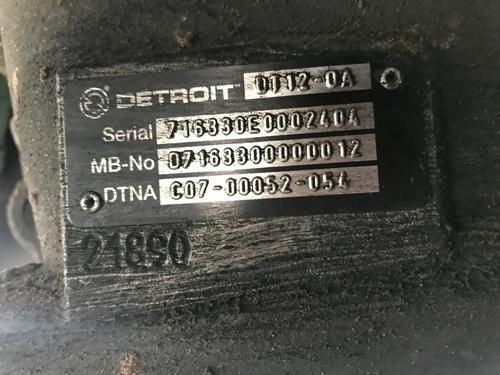 DETROIT DT12-OA
Serial 716330E0002404
MB-No 07163300000012
DTNA C07-00052-054
21890